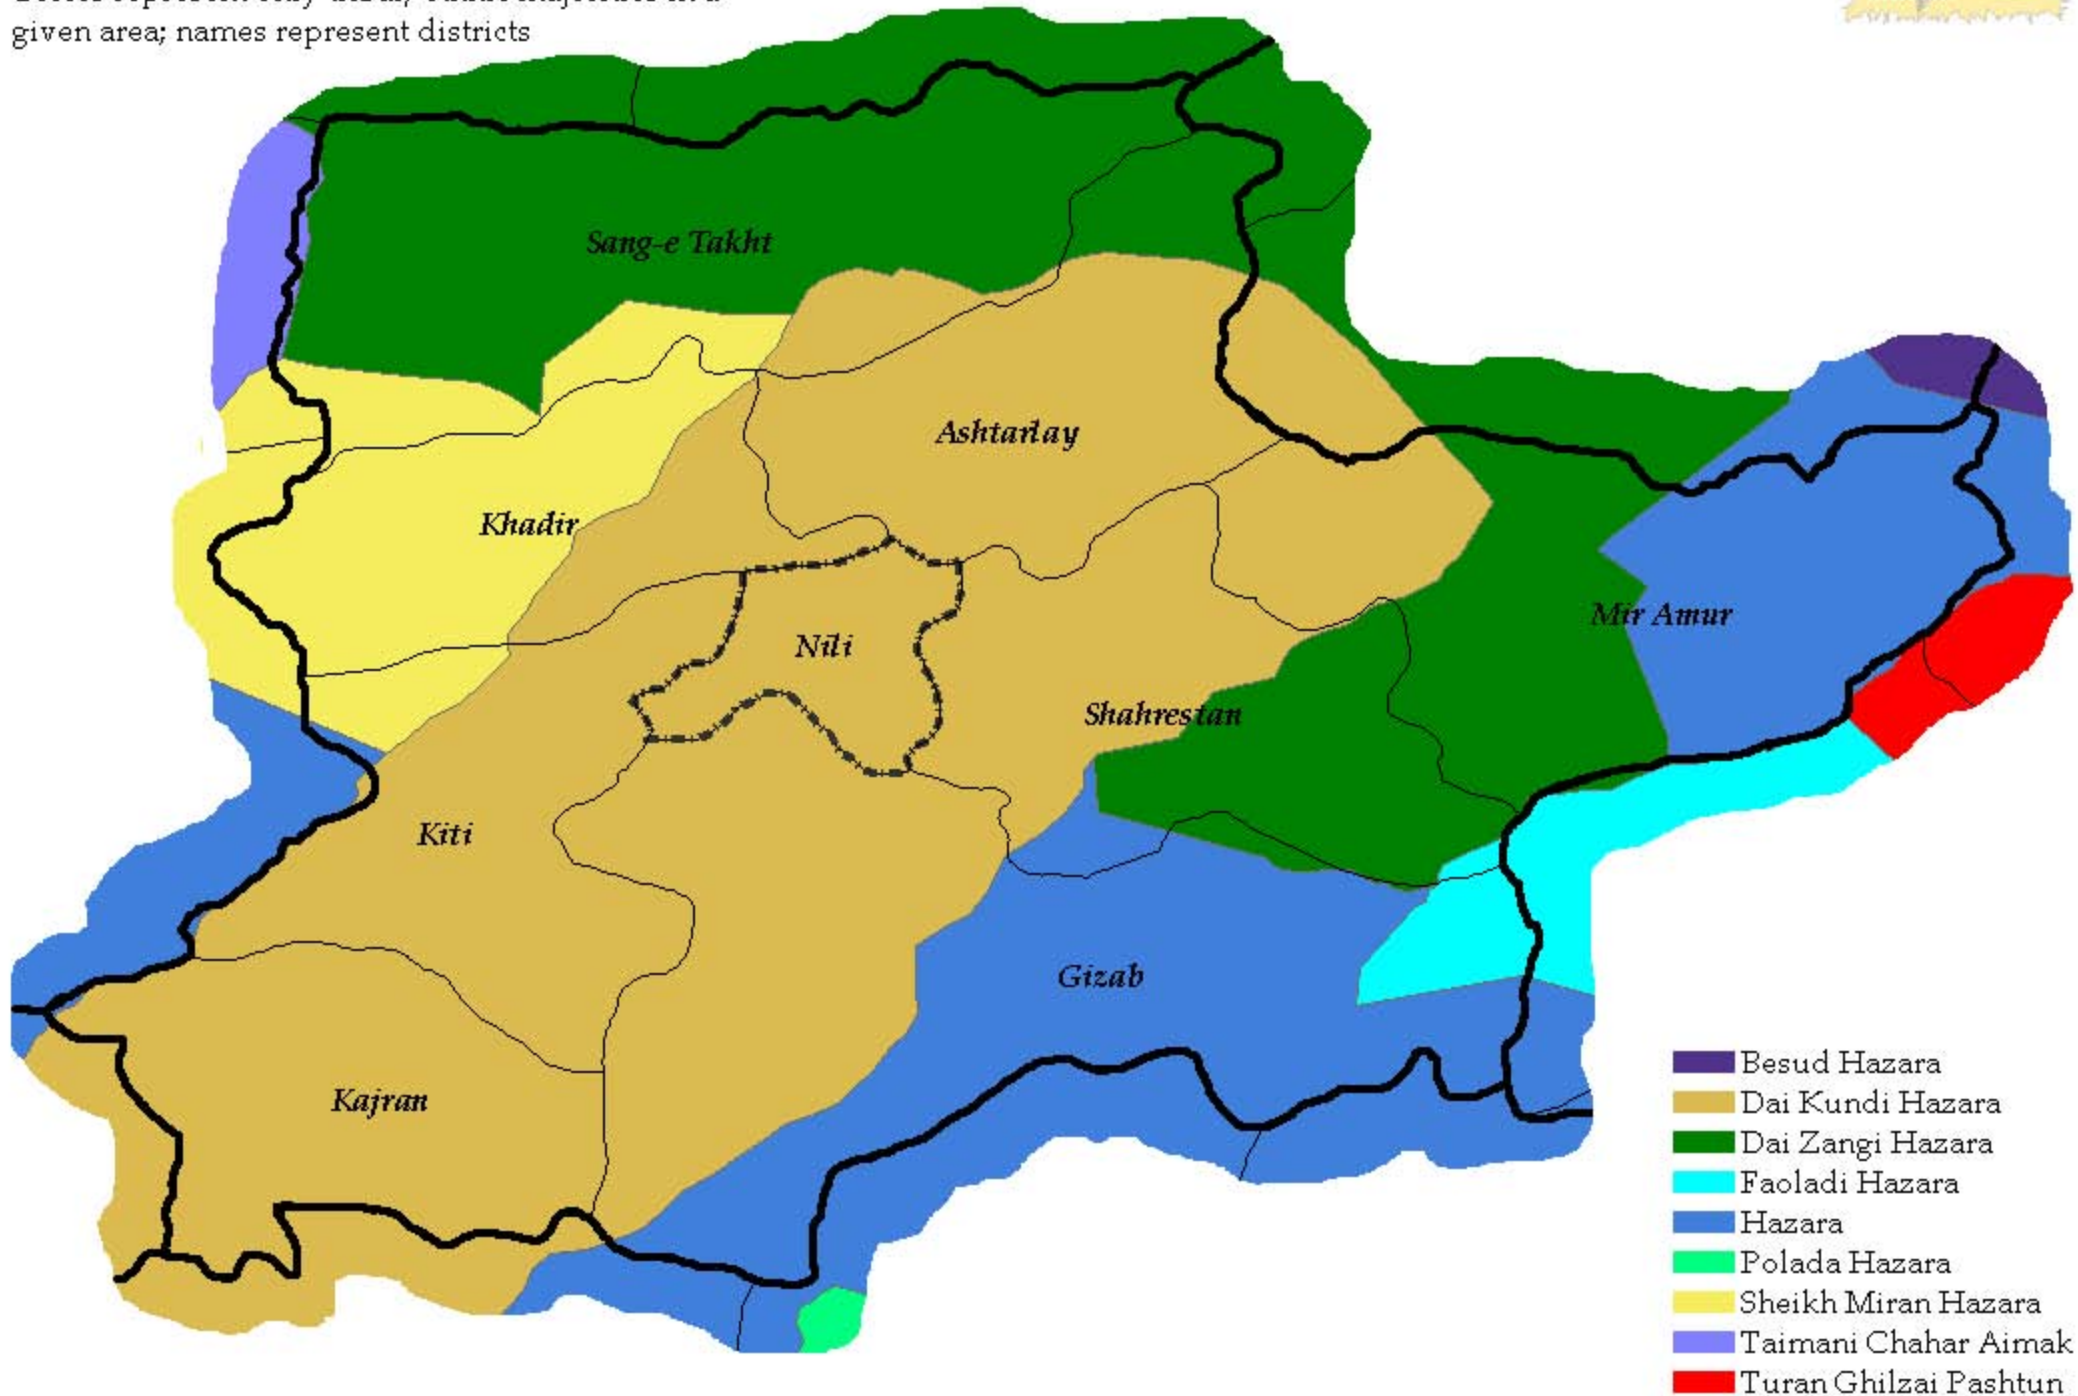 given area; names represent districts
Sang-e Takht
Ashtarlay
Khadir
Nili
Mir Amur
Shahrestan
Kiti
Gizab
Kajran
Besud Hazara
Dai Kundi Hazara
Dai Zangi Hazara
Faoladi Hazara
Hazara
Polada Hazara
Sheikh Miran Hazara
Taimani Chahar Aimak
Turan Ghilzai Pashtun